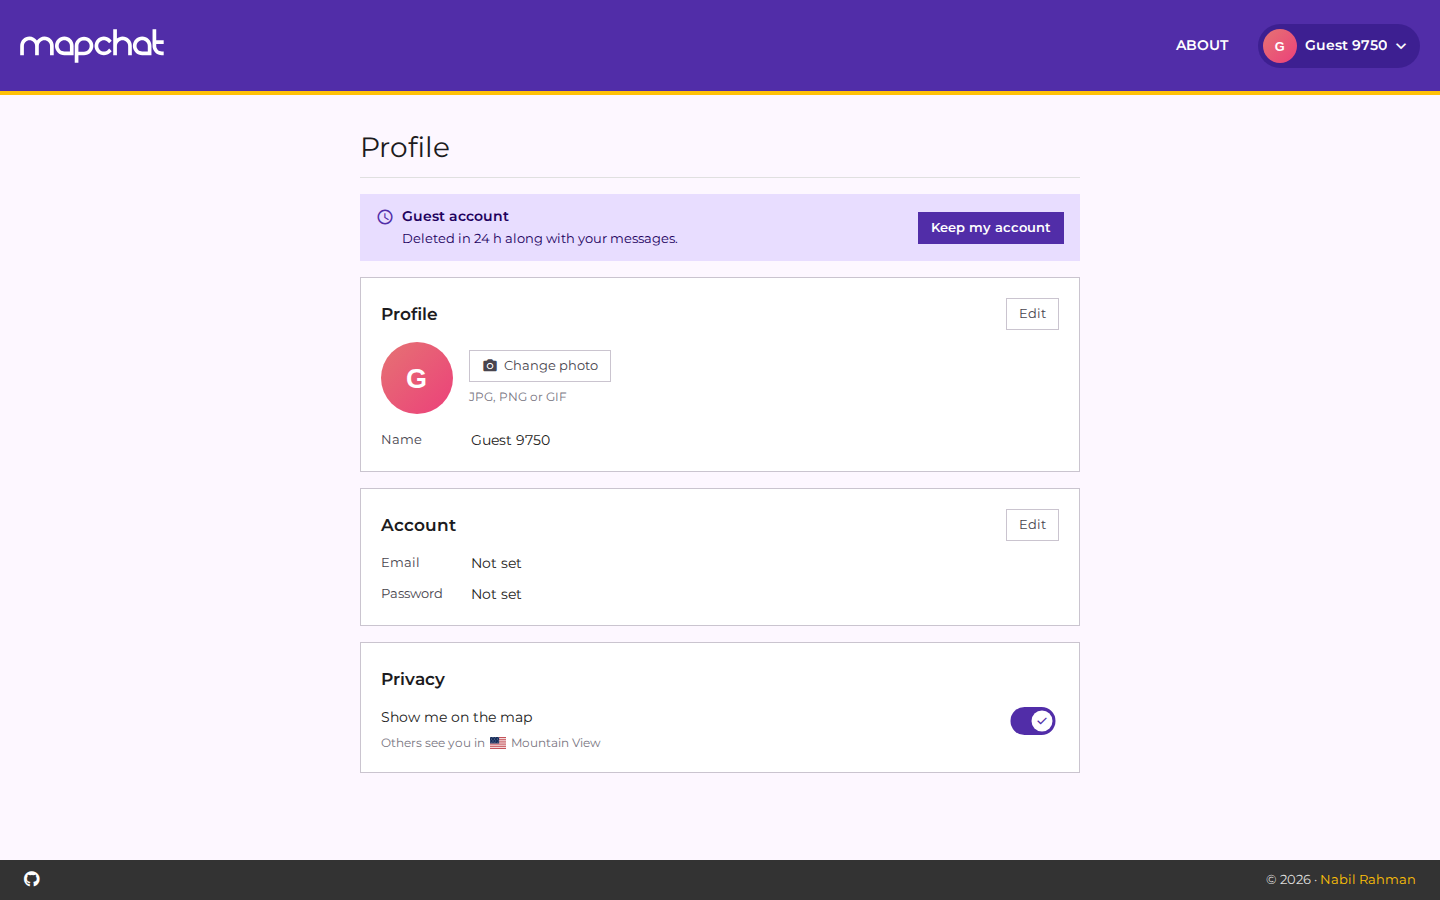 mapchat
ABOUT
G
Guest 9750
Profile
Guest account
Deleted in 24 h along with your messages.
Keep my account
Profile
Edit
G
Change photo
JPG, PNG or GIF
Name
Guest 9750
Account
Edit
Email
Not set
Password
Not set
Privacy
Show me on the map
Others see you in Mountain View
© 2026 · Nabil Rahman